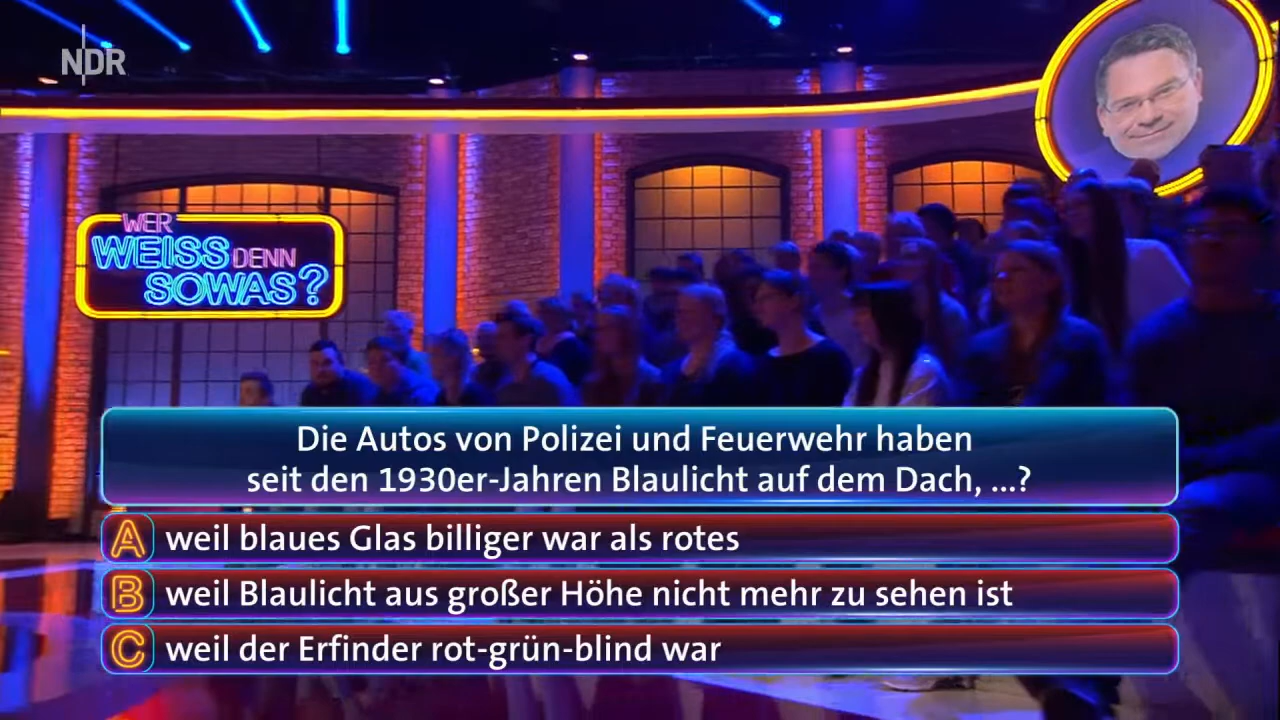 NDR
WER
WEISS DENN
SOWAS?
Die Autos von Polizei und Feuerwehr haben
seit den 1930er-Jahren Blaulicht auf dem Dach, ...?
A weil blaues Glas billiger war als rotes
B weil Blaulicht aus großer Höhe nicht mehr zu sehen ist
C weil der Erfinder rot-grün-blind war